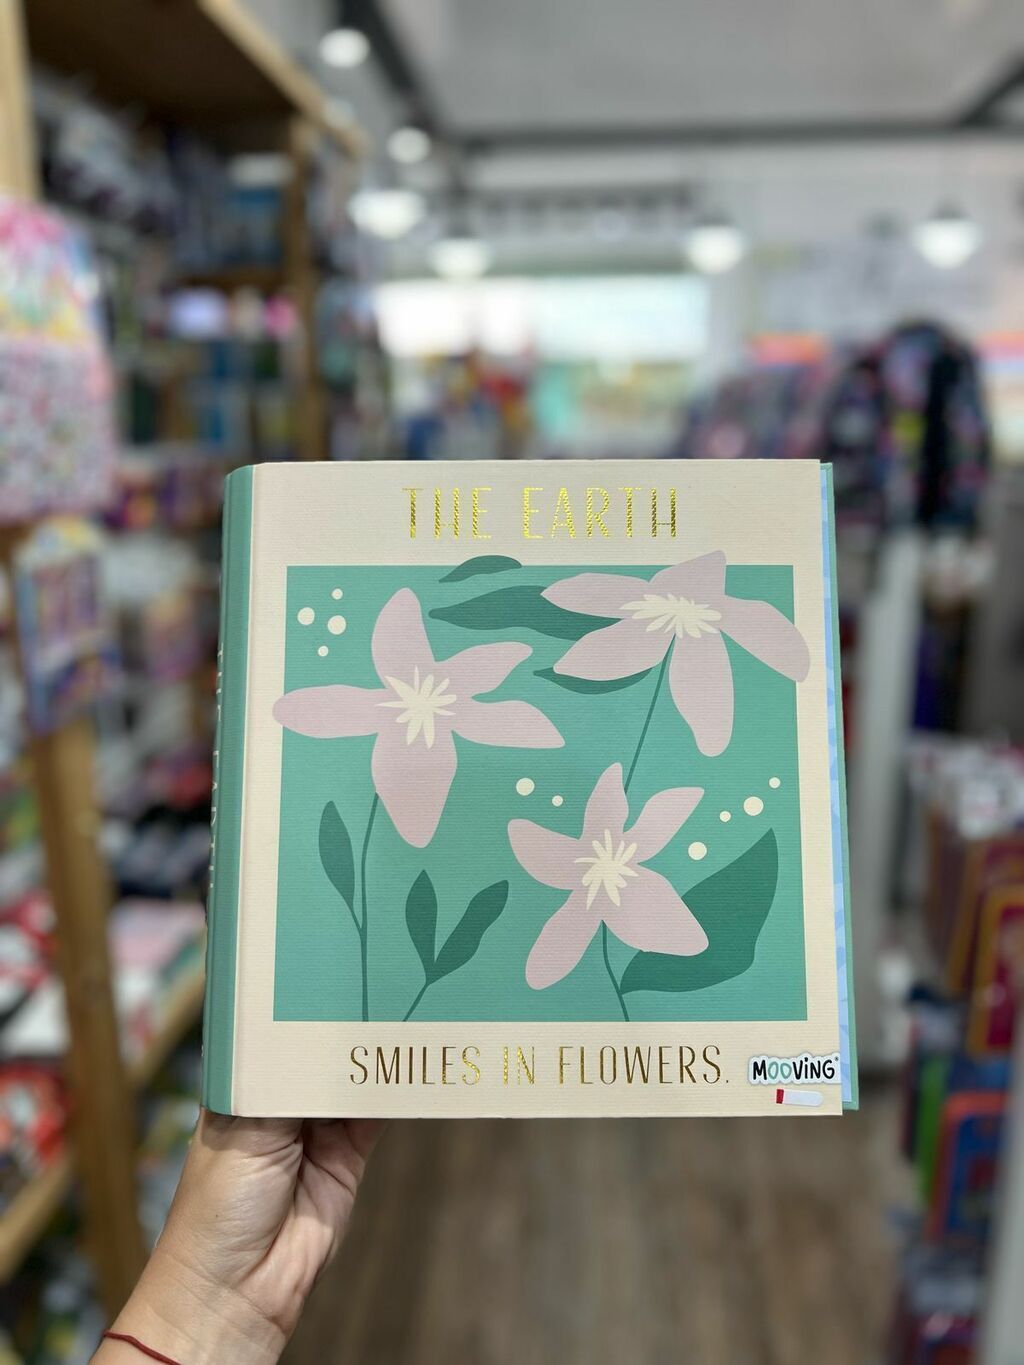 THE EARTH
SMILES IN FLOWERS.
MOOVING®